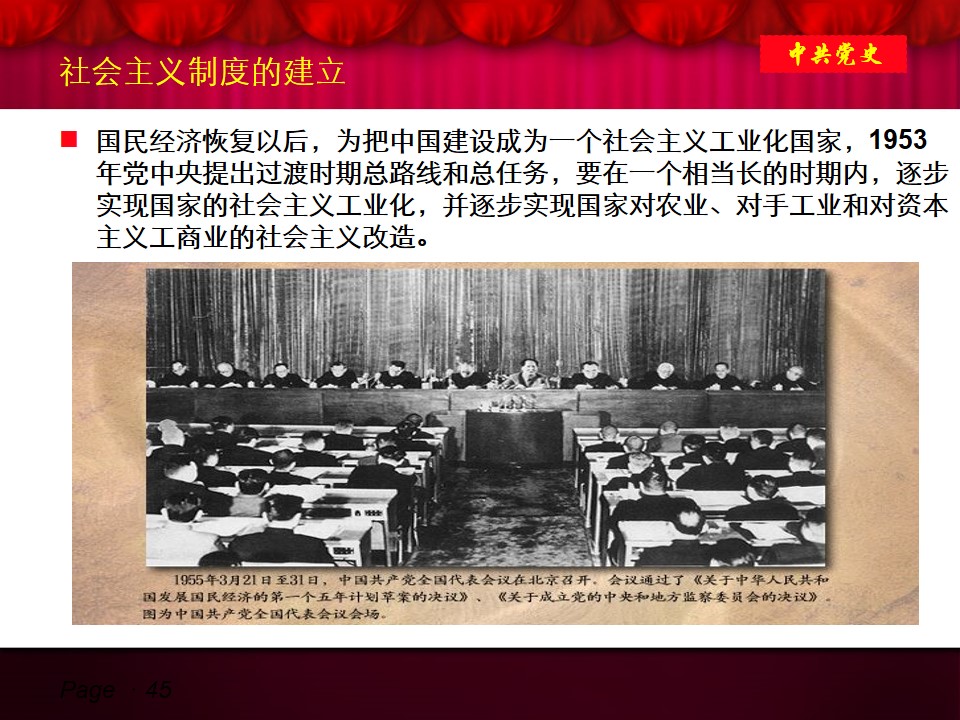 社会主义制度的建立
中共党史
国民经济恢复以后，为把中国建设成为一个社会主义工业化国家，1953
年党中央提出过渡时期总路线和总任务，要在一个相当长的时期内，逐步
实现国家的社会主义工业化，并逐步实现国家对农业、对手工业和对资本
主义工商业的社会主义改造。
1955年3月21日至31日，中国共产党全国代表会议在北京召开。会议通过了《关于中华人民共和
国发展国民经济的第一个五年计划草案的决议》、《关于成立党的中央和地方监察委员会的决议》。
图为中国共产党全国代表会议会场。
Page 45